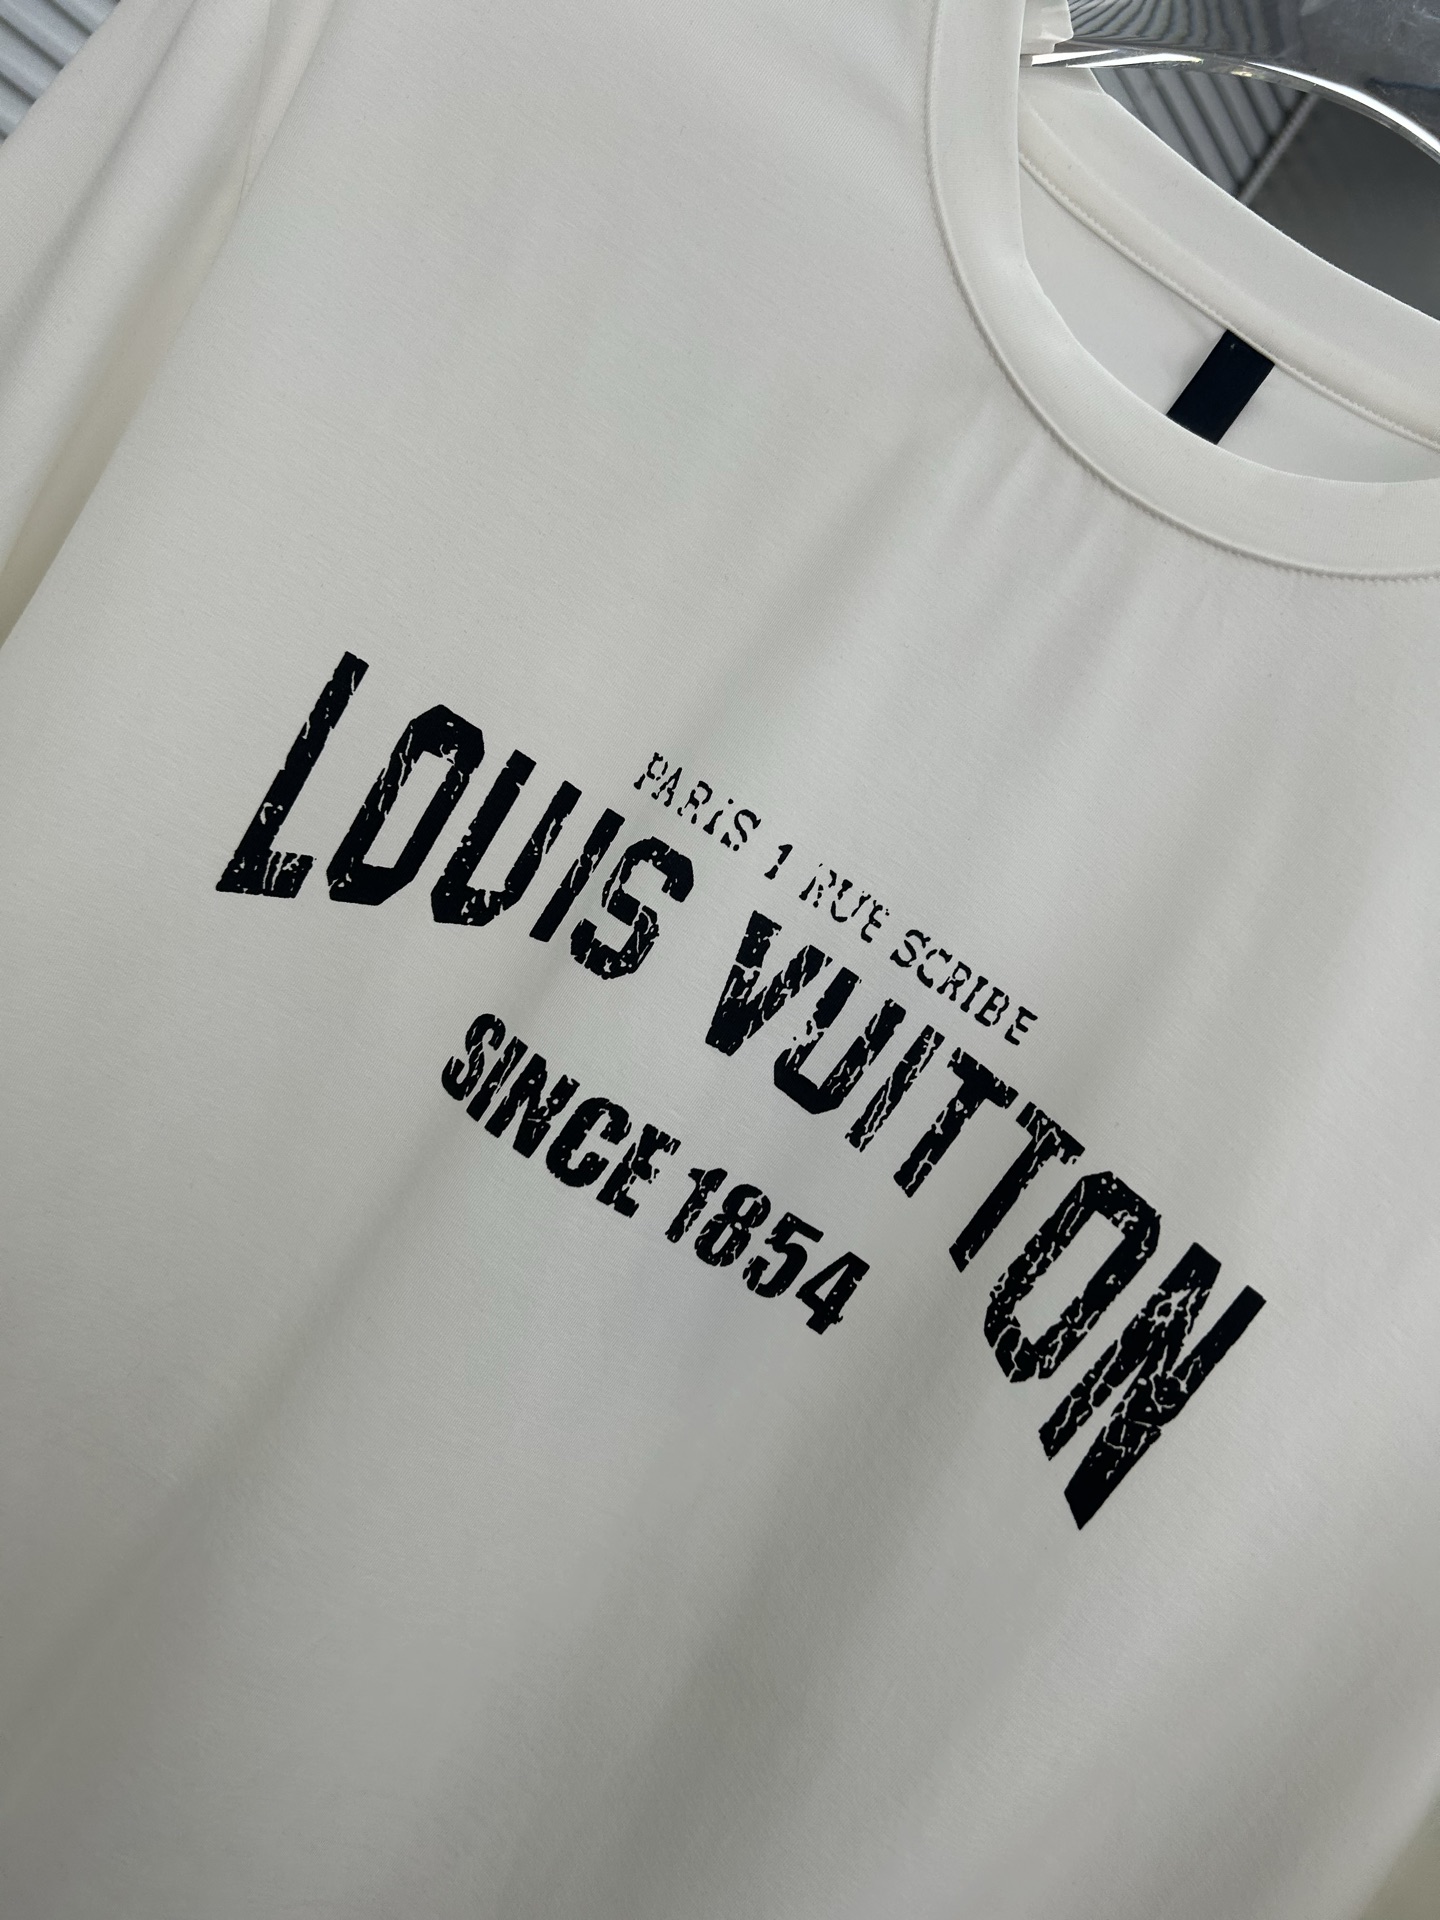 PARIS 1 RUE SCRIBE
LOUIS VUITTON
SINCE 1854